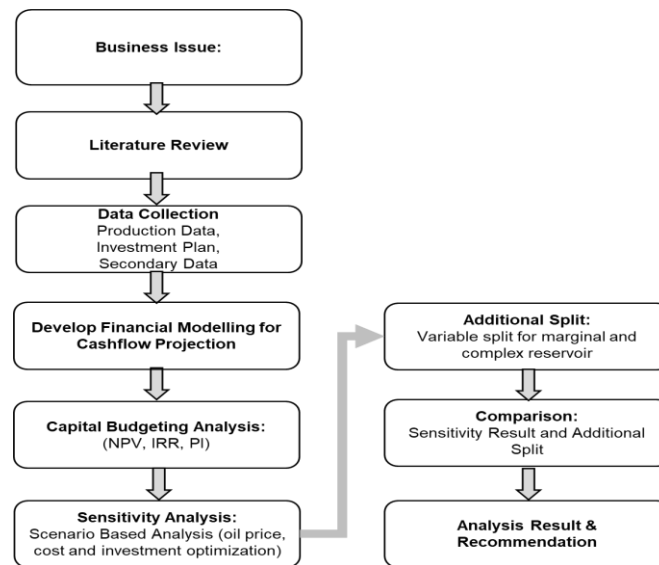 Business Issue:
Literature Review
Data Collection
Production Data,
Investment Plan,
Secondary Data
Develop Financial Modelling for
Cashflow Projection
Capital Budgeting Analysis:
(NPV, IRR, PI)
Sensitivity Analysis:
Scenario Based Analysis (oil price,
cost and investment optimization)
Additional Split:
Variable split for marginal and
complex reservoir
Comparison:
Sensitivity Result and Additional
Split
Analysis Result &
Recommendation